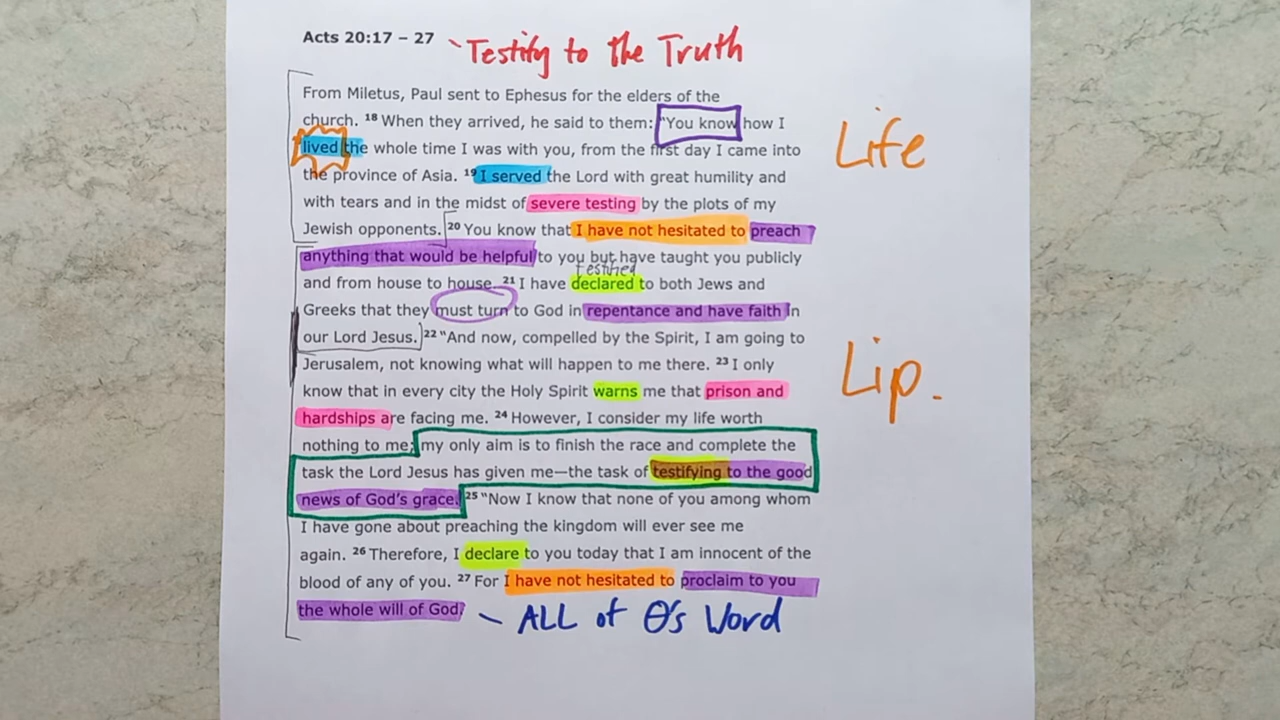 Acts 20:17 – 27 Testify to the Truth
From Miletus, Paul sent to Ephesus for the elders of the
church. 18 When they arrived, he said to them: “You know how I
Life
lived the whole time I was with you, from the first day I came into
the province of Asia. 19 I served the Lord with great humility and
with tears and in the midst of severe testing by the plots of my
Jewish opponents. 20 You know that I have not hesitated to preach
anything that would be helpful to you but have taught you publicly
testified
and from house to house. 21 I have declared to both Jews and
Greeks that they must turn to God in repentance and have faith in
our Lord Jesus. 22 “And now, compelled by the Spirit, I am going to
Jerusalem, not knowing what will happen to me there. 23 I only
Lip.
know that in every city the Holy Spirit warns me that prison and
hardships are facing me. 24 However, I consider my life worth
nothing to me; my only aim is to finish the race and complete the
task the Lord Jesus has given me—the task of testifying to the good
news of God’s grace. 25 “Now I know that none of you among whom
I have gone about preaching the kingdom will ever see me
again. 26 Therefore, I declare to you today that I am innocent of the
blood of any of you. 27 For I have not hesitated to proclaim to you
the whole will of God. ~ ALL of Θ's Word